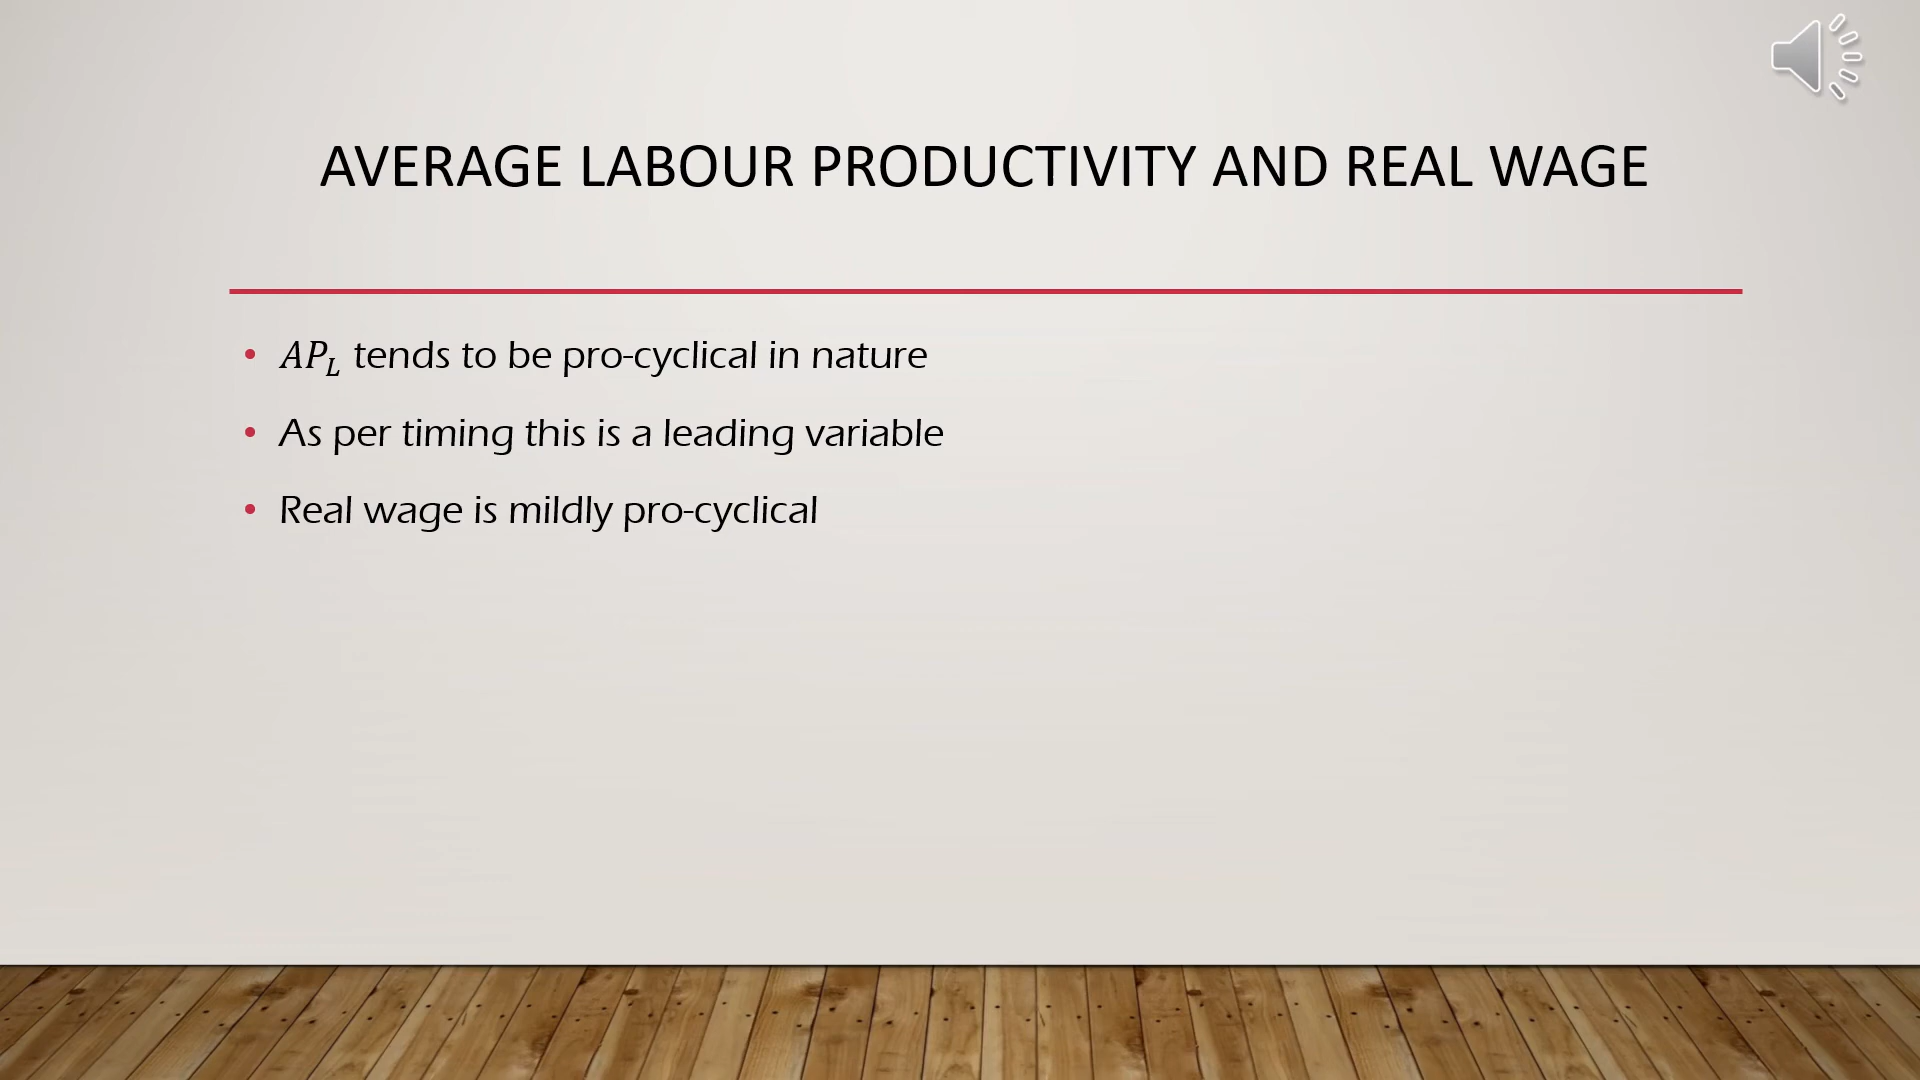 AVERAGE LABOUR PRODUCTIVITY AND REAL WAGE
• AP_L tends to be pro-cyclical in nature
• As per timing this is a leading variable
• Real wage is mildly pro-cyclical